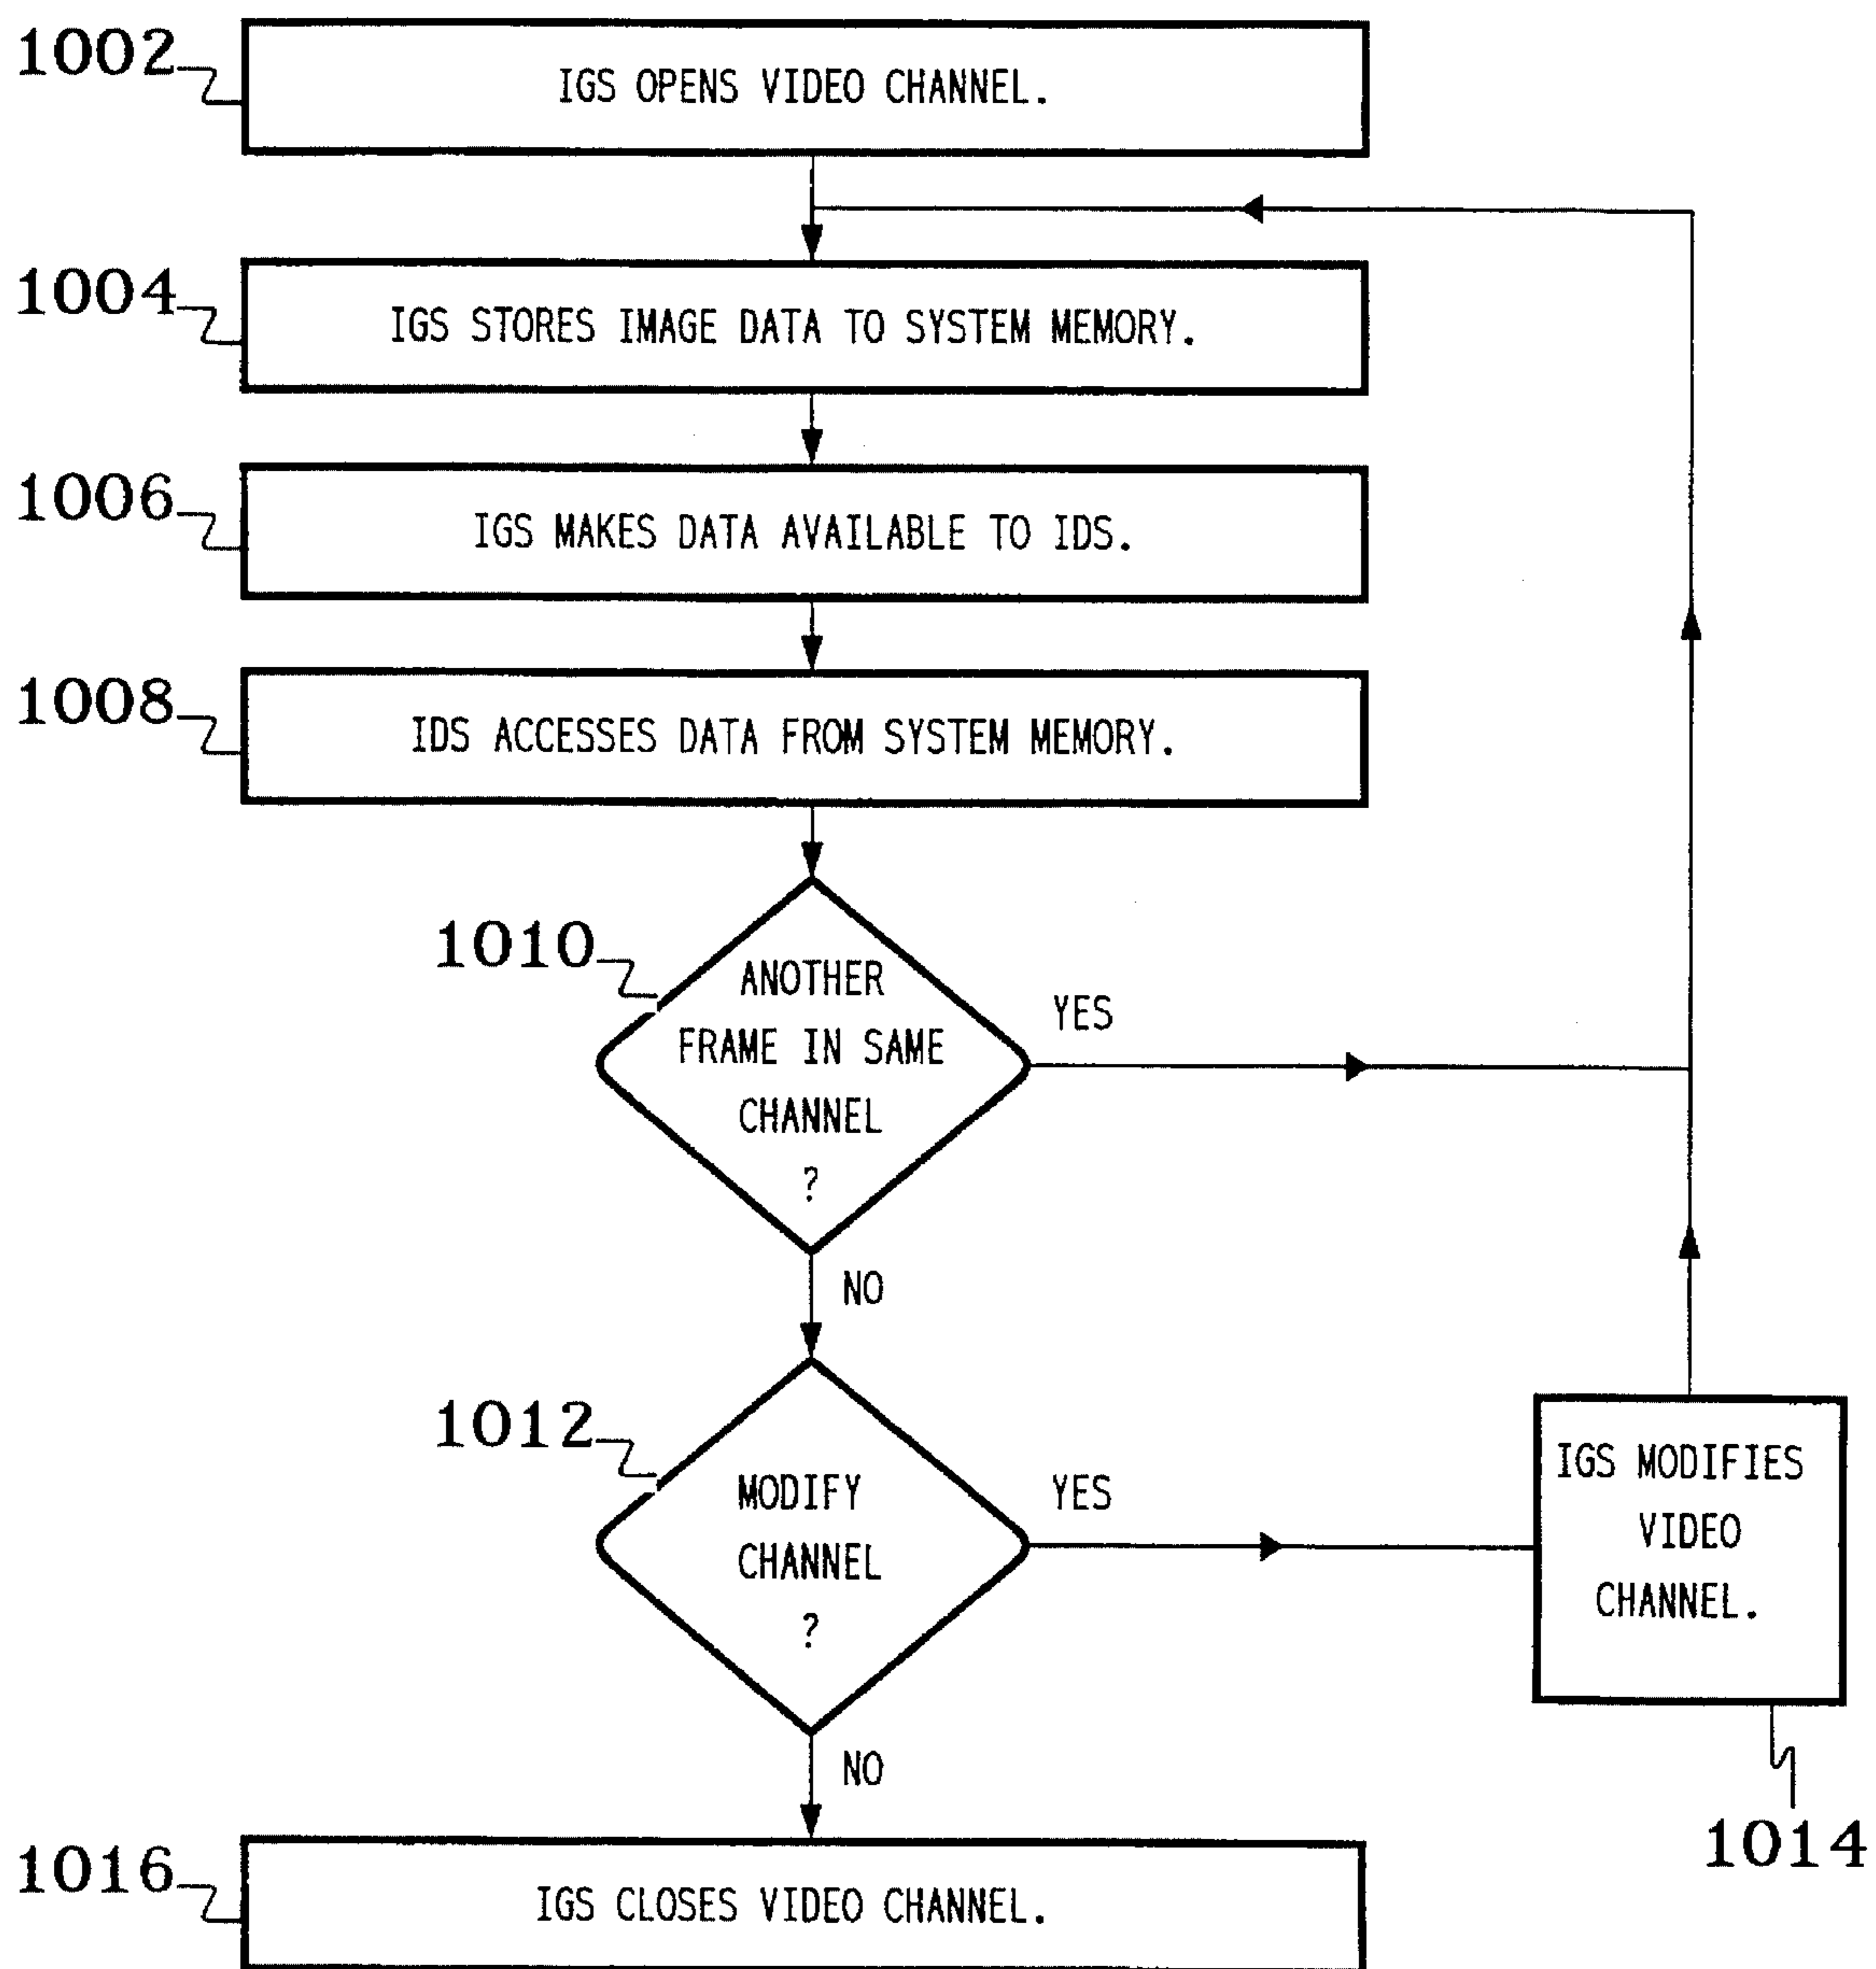 1002
IGS OPENS VIDEO CHANNEL.
1004
IGS STORES IMAGE DATA TO SYSTEM MEMORY.
1006
IGS MAKES DATA AVAILABLE TO IDS.
1008
IDS ACCESSES DATA FROM SYSTEM MEMORY.
1010
ANOTHER
FRAME IN SAME
CHANNEL
?
YES
NO
1012
MODIFY
CHANNEL
?
YES
IGS MODIFIES
VIDEO
CHANNEL.
1014
NO
1016
IGS CLOSES VIDEO CHANNEL.